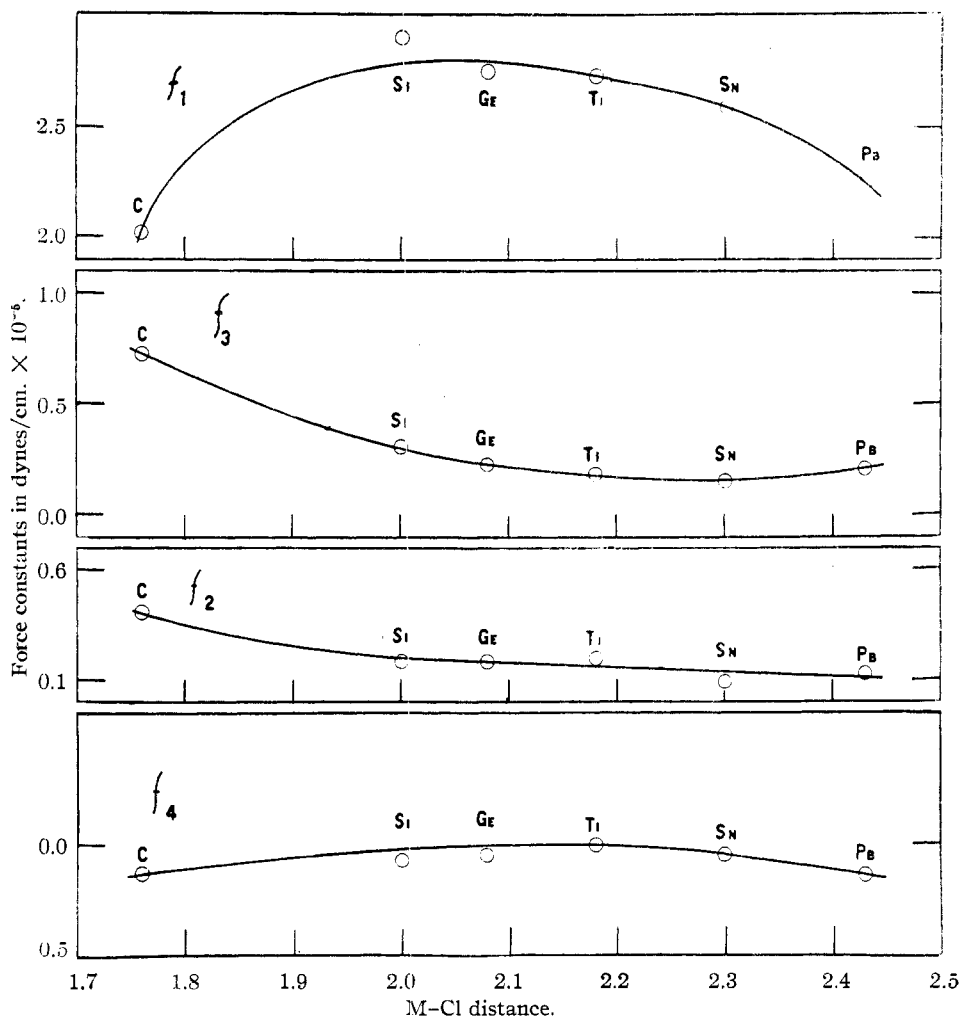 f1
2.5
2.0
C
SI
GE
TI
SN
PB
f3
1.0
0.5
0.0
C
SI
GE
TI
SN
PB
f2
0.6
0.1
C
SI
GE
TI
SN
PB
f4
0.0
0.5
C
SI
GE
TI
SN
PB
1.7 1.8 1.9 2.0 2.1 2.2 2.3 2.4 2.5
M–Cl distance.
Force constants in dynes/cm. × 10⁻⁵.